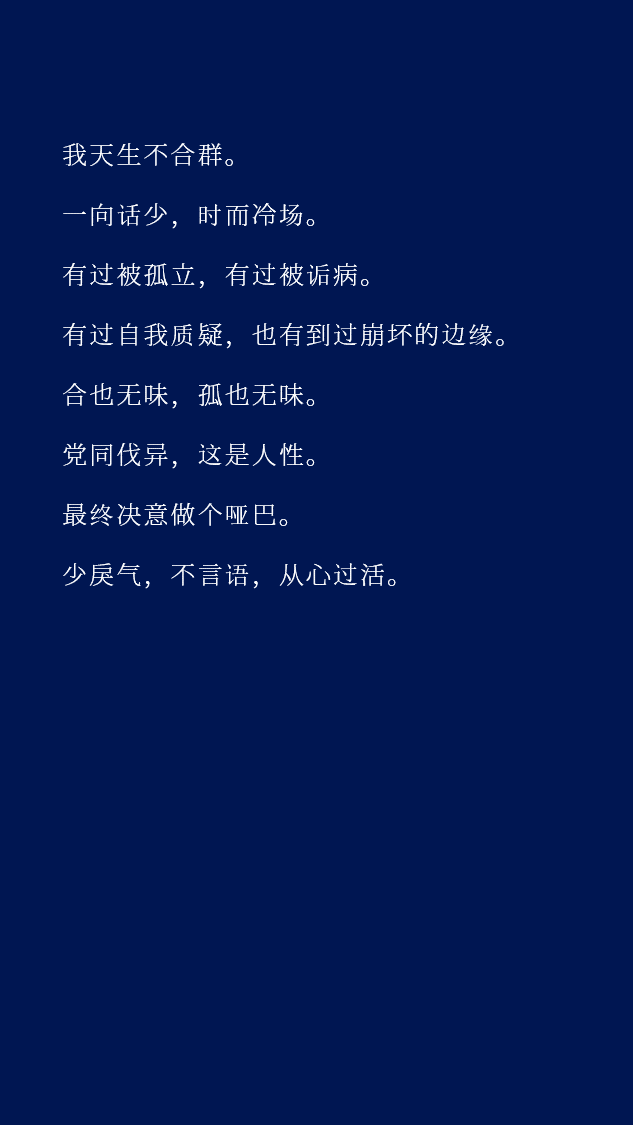 我天生不合群。
一向话少，时而冷场。
有过被孤立，有过被诟病。
有过自我质疑，也有到过崩坏的边缘。
合也无味，孤也无味。
党同伐异，这是人性。
最终决意做个哑巴。
少戾气，不言语，从心过活。